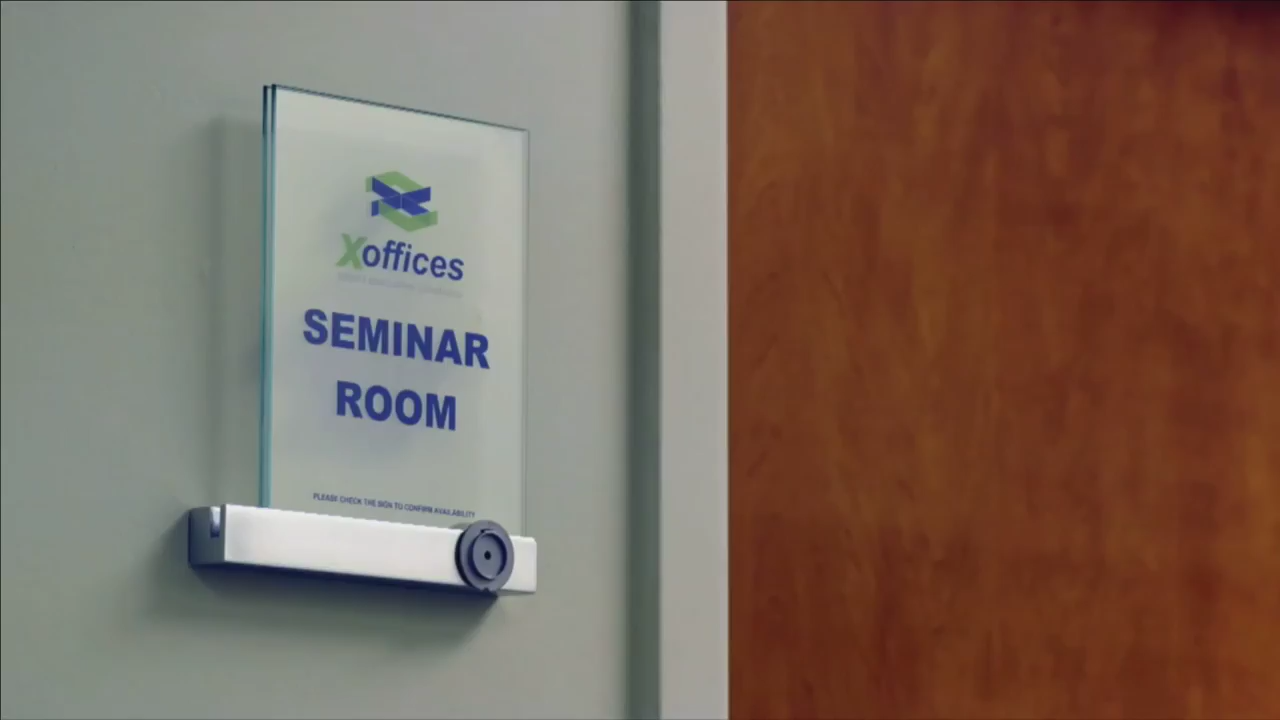 Xoffices
SEMINAR
ROOM
PLEASE CHECK THE SIGN TO CONFIRM AVAILABILITY